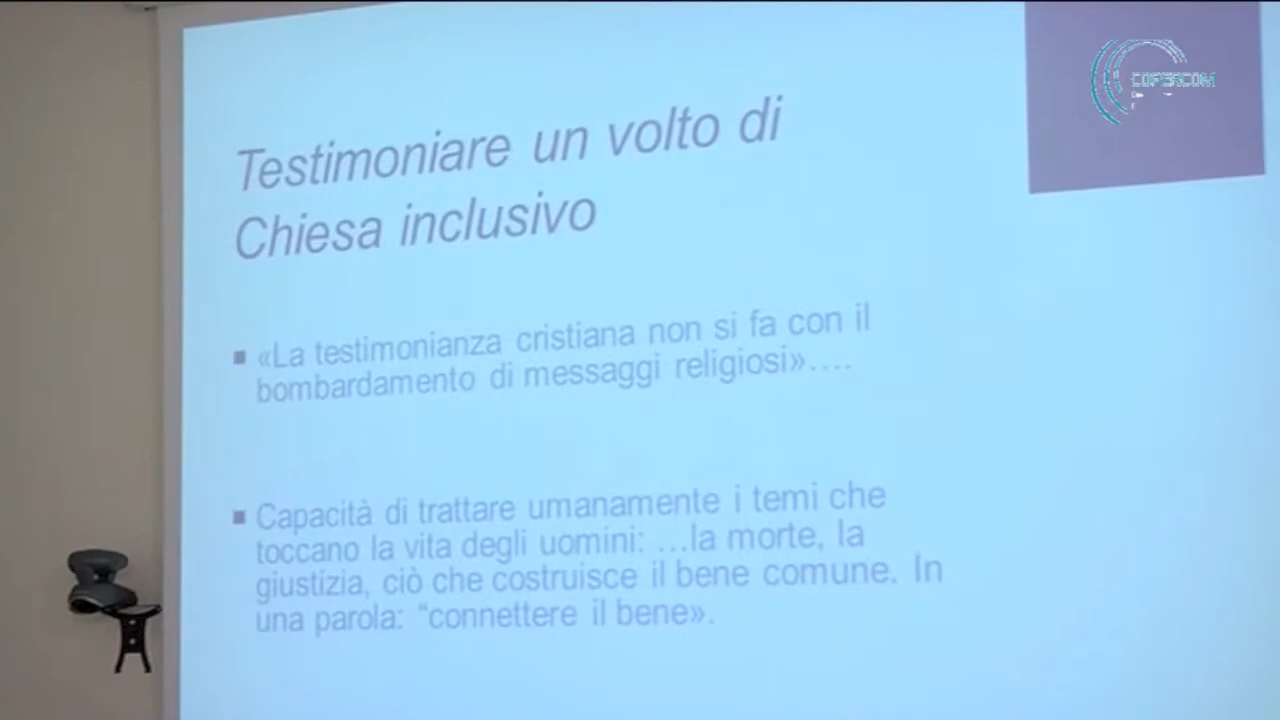 COPERCOM
Testimoniare un volto di
Chiesa inclusivo
▪ «La testimonianza cristiana non si fa con il
bombardamento di messaggi religiosi»….
▪ Capacità di trattare umanamente i temi che
toccano la vita degli uomini: …la morte, la
giustizia, ciò che costruisce il bene comune. In
una parola: “connettere il bene».